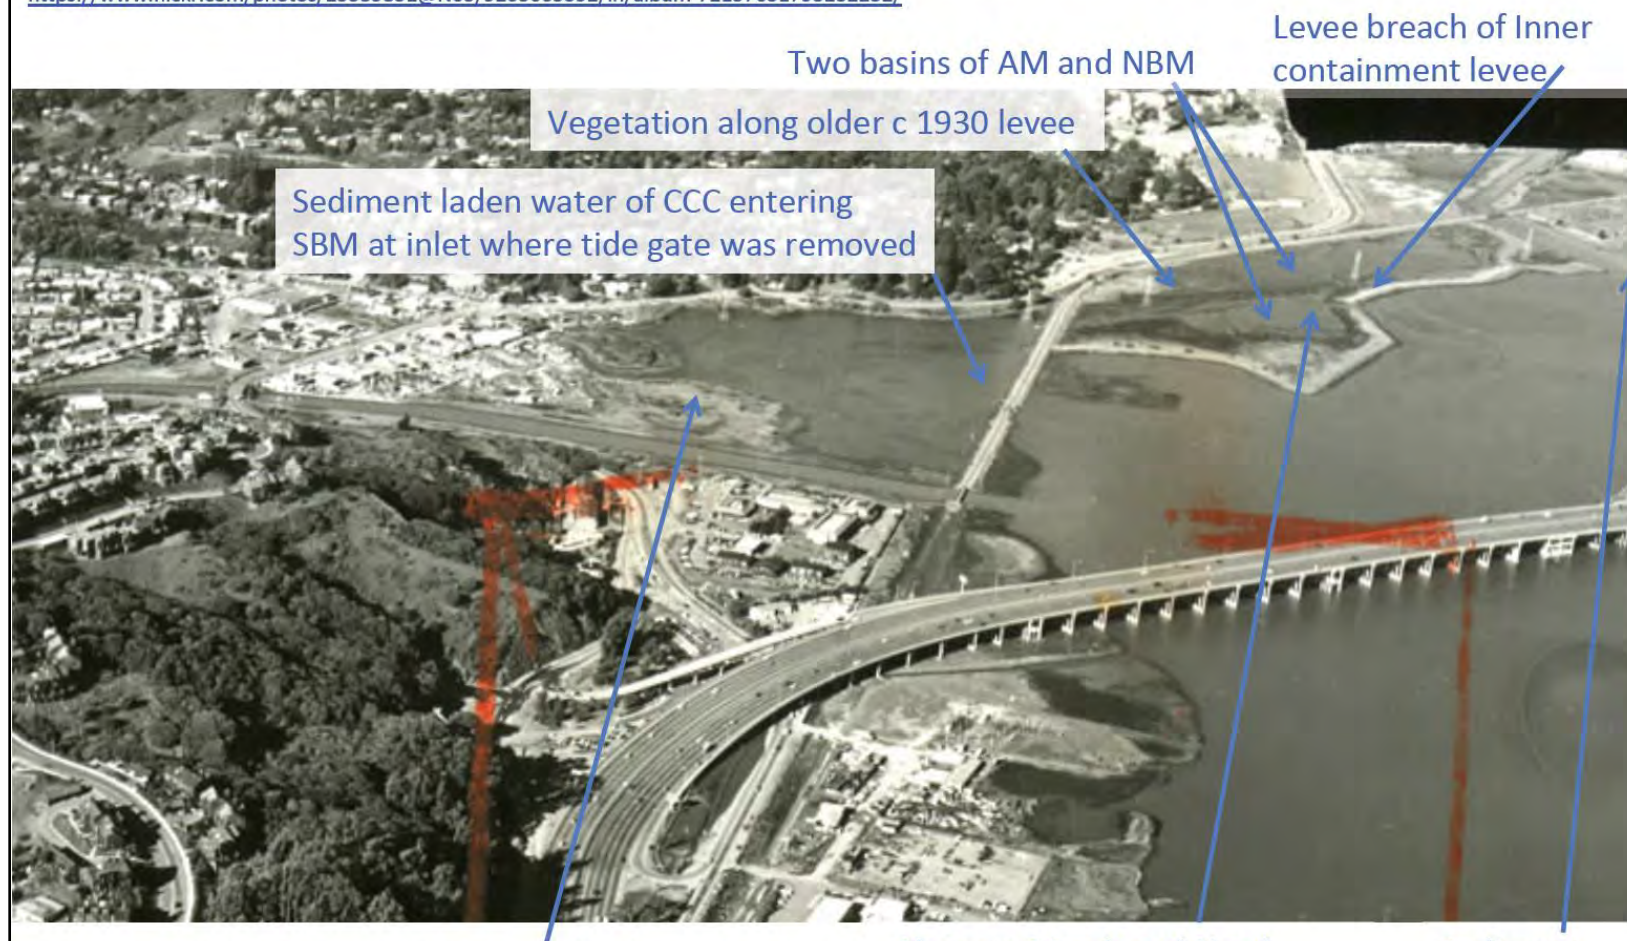 Levee breach of Inner
containment levee
Two basins of AM and NBM
Vegetation along older c 1930 levee
Sediment laden water of CCC entering
SBM at inlet where tide gate was removed